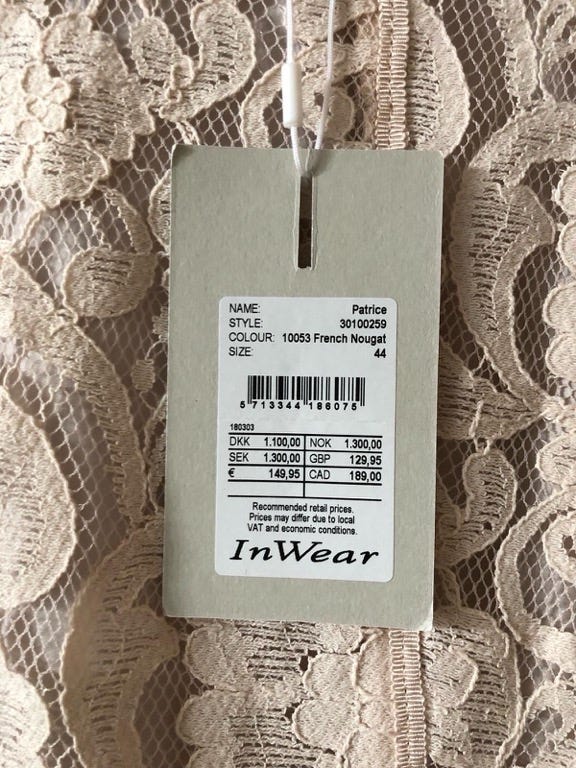 NAME: Patrice
STYLE: 30100259
COLOUR: 10053 French Nougat
SIZE: 44
5 713344 186075
180303
DKK 1.100,00 NOK 1.300,00
SEK 1.300,00 GBP 129,95
€ 149,95 CAD 189,00
Recommended retail prices.
Prices may differ due to local
VAT and economic conditions.
InWear